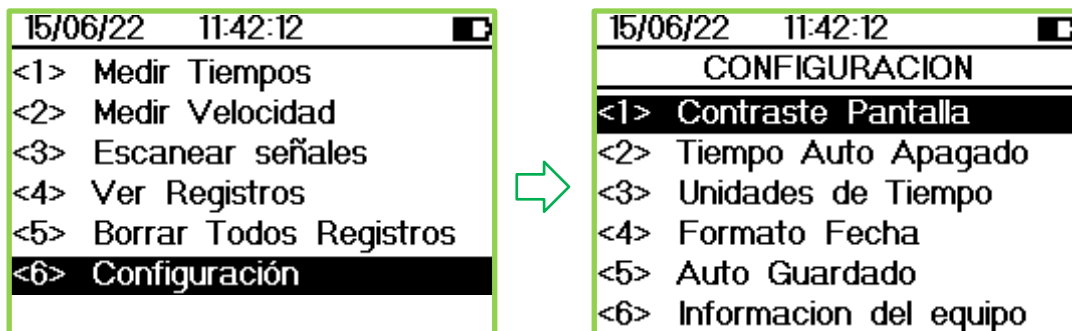 15/06/22 11:42:12
<1> Medir Tiempos
<2> Medir Velocidad
<3> Escanear señales
<4> Ver Registros
<5> Borrar Todos Registros
<6> Configuración
15/06/22 11:42:12
CONFIGURACION
<1> Contraste Pantalla
<2> Tiempo Auto Apagado
<3> Unidades de Tiempo
<4> Formato Fecha
<5> Auto Guardado
<6> Informacion del equipo